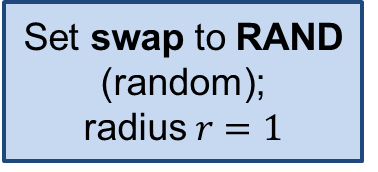 Set swap to RAND
(random);
radius r = 1